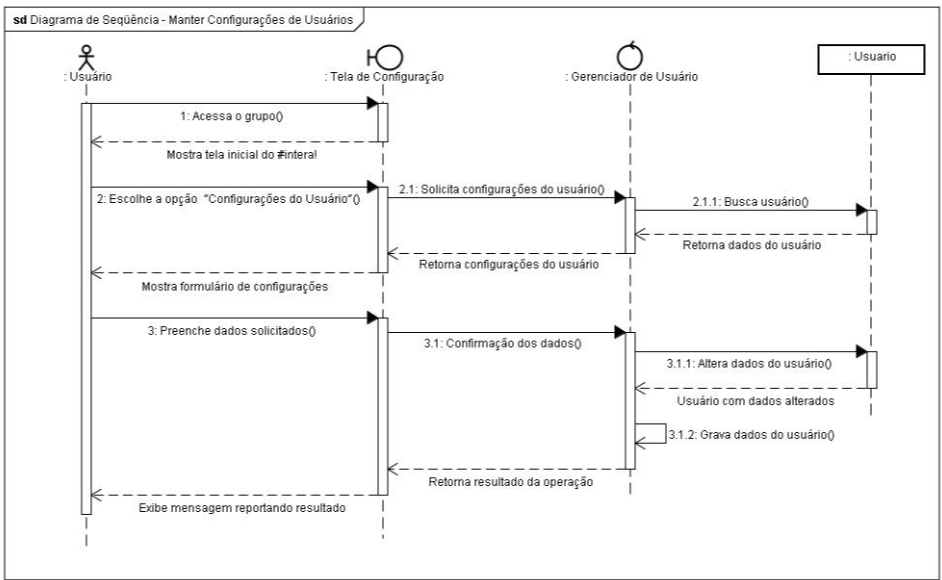 sd Diagrama de Seqüência - Manter Configurações de Usuários
: Usuário
: Tela de Configuração
: Gerenciador de Usuário
: Usuario
1: Acessa o grupo()
Mostra tela inicial do #intera!
2: Escolhe a opção "Configurações do Usuário"()
2.1: Solicita configurações do usuário()
2.1.1: Busca usuário()
Retorna dados do usuário
Retorna configurações do usuário
Mostra formulário de configurações
3: Preenche dados solicitados()
3.1: Confirmação dos dados()
3.1.1: Altera dados do usuário()
Usuário com dados alterados
3.1.2: Grava dados do usuário()
Retorna resultado da operação
Exibe mensagem reportando resultado